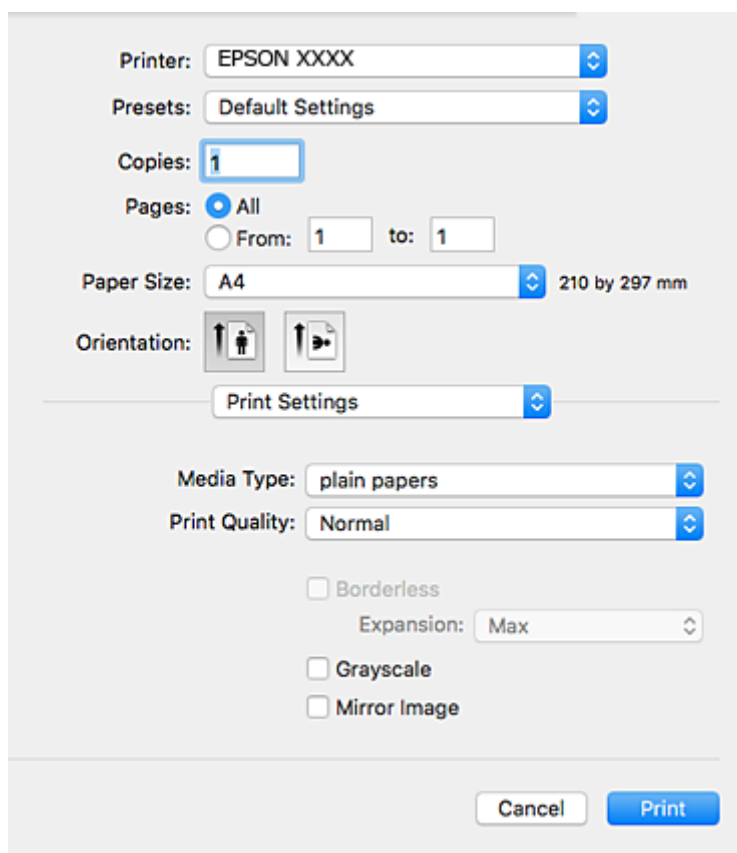 Printer: EPSON XXXX
Presets: Default Settings
Copies: 1
Pages: All
From: 1 to: 1
Paper Size: A4 210 by 297 mm
Orientation:
Print Settings
Media Type: plain papers
Print Quality: Normal
Borderless
Expansion: Max
Grayscale
Mirror Image
Cancel Print